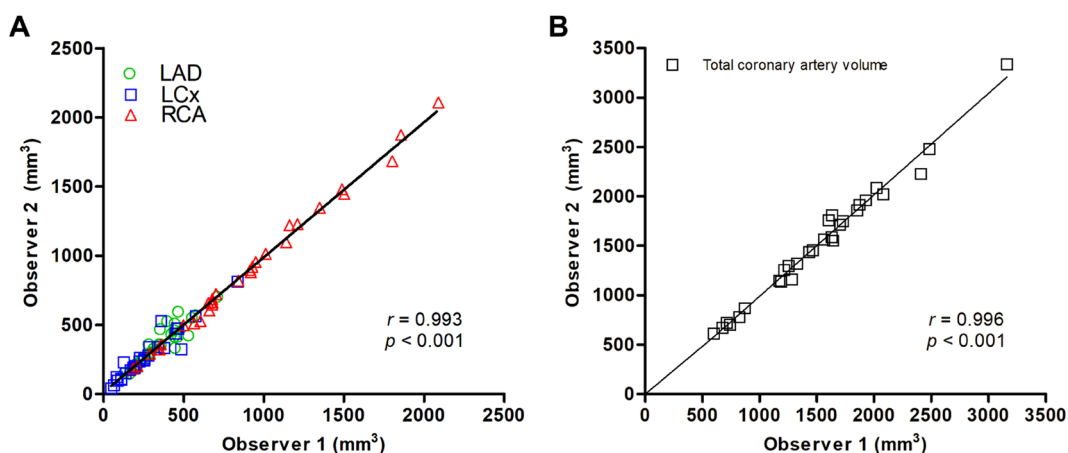 A
2500
2000
1500
1000
500
0
0
500
1000
1500
2000
2500
Observer 2 (mm³)
Observer 1 (mm³)
LAD
LCx
RCA
r = 0.993
p < 0.001
B
3500
3000
2500
2000
1500
1000
500
0
0
500
1000
1500
2000
2500
3000
3500
Observer 2 (mm³)
Observer 1 (mm³)
Total coronary artery volume
r = 0.996
p < 0.001